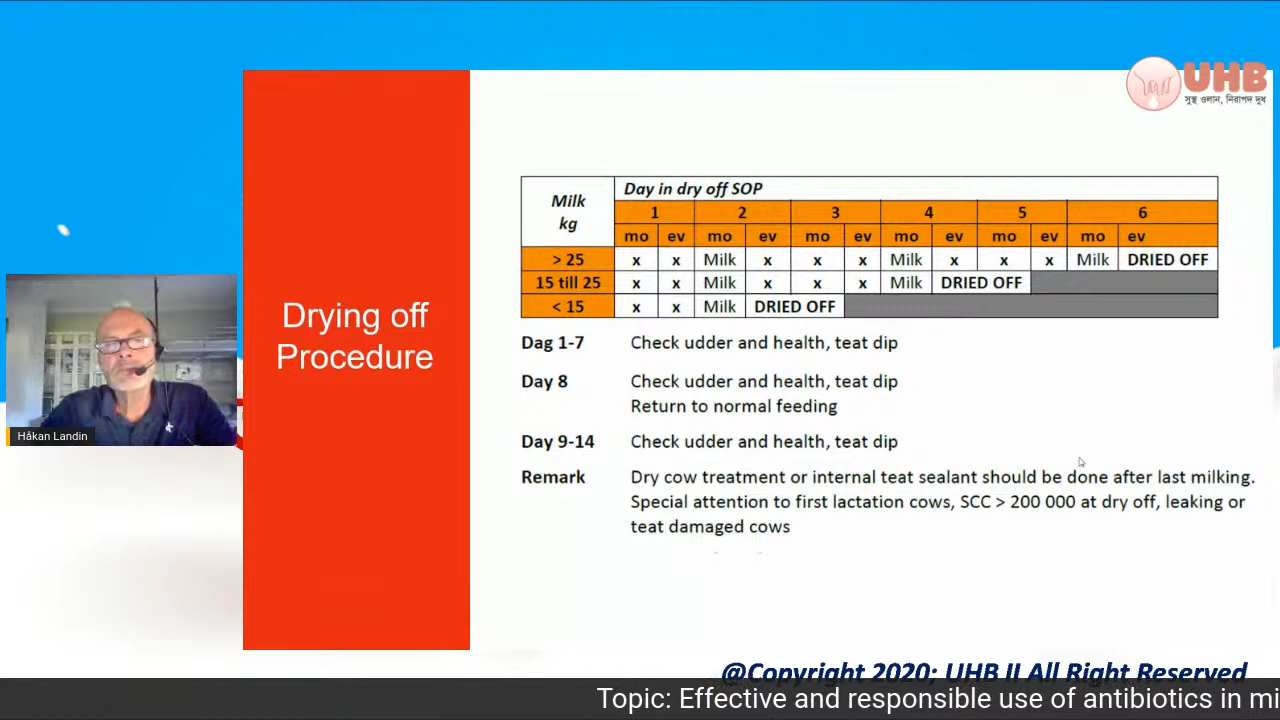 UHB
সুস্থ ওলান, নিরাপদ দুধ
Drying off
Procedure
Milk kg Day in dry off SOP
1 2 3 4 5 6
mo ev mo ev mo ev mo ev mo ev mo ev
> 25 x x Milk x x x Milk x x x Milk DRIED OFF
15 till 25 x x Milk x x x Milk DRIED OFF
< 15 x x Milk DRIED OFF
Dag 1-7 Check udder and health, teat dip
Day 8 Check udder and health, teat dip
Return to normal feeding
Day 9-14 Check udder and health, teat dip
Remark Dry cow treatment or internal teat sealant should be done after last milking.
Special attention to first lactation cows, SCC > 200 000 at dry off, leaking or
teat damaged cows
Håkan Landin
@Copyright 2020; UHB II All Right Reserved
Topic: Effective and responsible use of antibiotics in mi